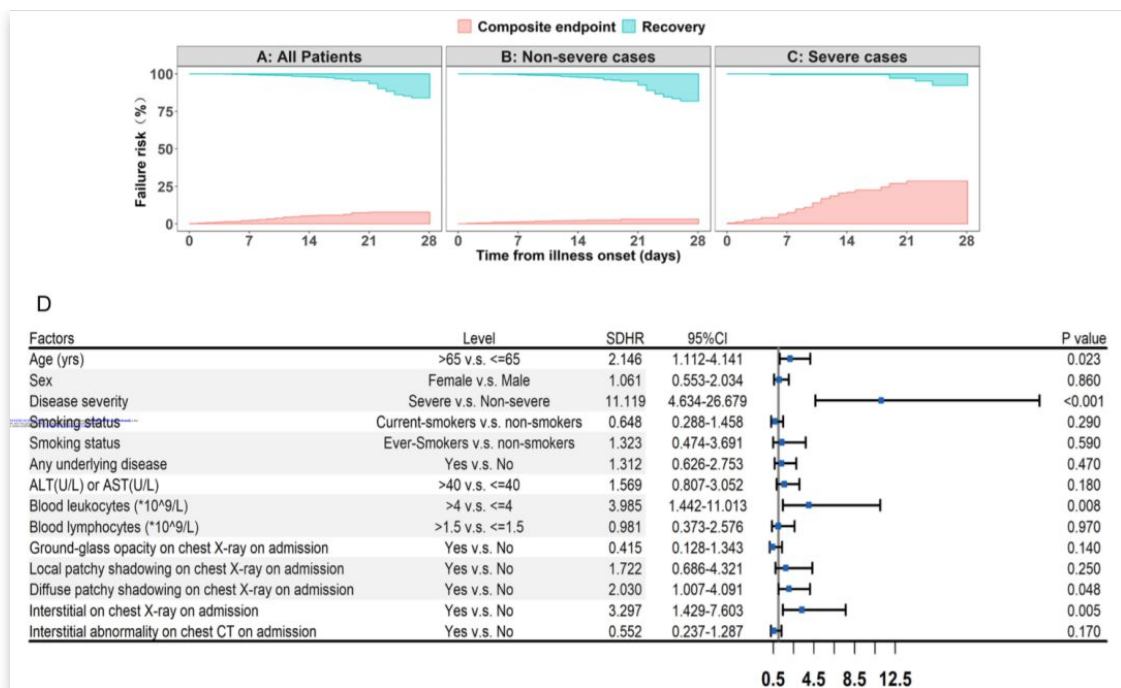 Composite endpoint Recovery
A: All Patients B: Non-severe cases C: Severe cases
Failure risk (%)
100
75
50
25
0
0 7 14 21 28 0 7 14 21 28 0 7 14 21 28
Time from illness onset (days)
D
Factors Level SDHR 95%CI P value
Age (yrs) >65 v.s. <=65 2.146 1.112-4.141 0.023
Sex Female v.s. Male 1.061 0.553-2.034 0.860
Disease severity Severe v.s. Non-severe 11.119 4.634-26.679 <0.001
Smoking status Current-smokers v.s. non-smokers 0.648 0.288-1.458 0.290
Smoking status Ever-Smokers v.s. non-smokers 1.323 0.474-3.691 0.590
Any underlying disease Yes v.s. No 1.312 0.626-2.753 0.470
ALT(U/L) or AST(U/L) >40 v.s. <=40 1.569 0.807-3.052 0.180
Blood leukocytes (*10^9/L) >4 v.s. <=4 3.985 1.442-11.013 0.008
Blood lymphocytes (*10^9/L) >1.5 v.s. <=1.5 0.981 0.373-2.576 0.970
Ground-glass opacity on chest X-ray on admission Yes v.s. No 0.415 0.128-1.343 0.140
Local patchy shadowing on chest X-ray on admission Yes v.s. No 1.722 0.686-4.321 0.250
Diffuse patchy shadowing on chest X-ray on admission Yes v.s. No 2.030 1.007-4.091 0.048
Interstitial on chest X-ray on admission Yes v.s. No 3.297 1.429-7.603 0.005
Interstitial abnormality on chest CT on admission Yes v.s. No 0.552 0.237-1.287 0.170
0.5 4.5 8.5 12.5